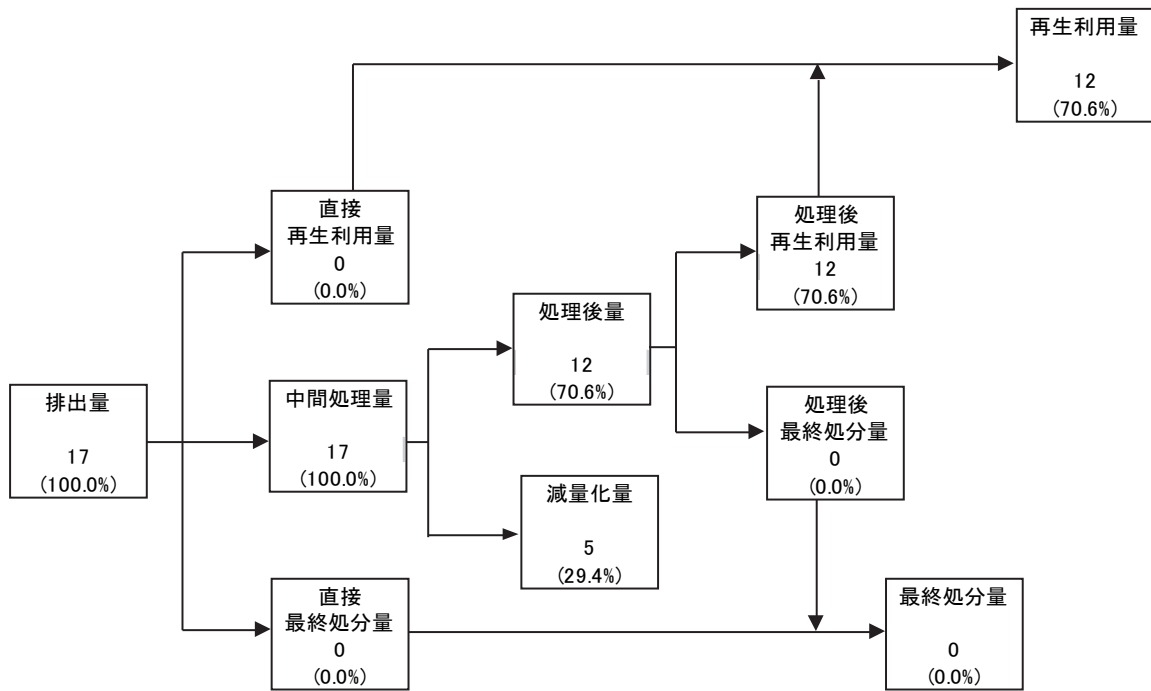 再生利用量
12
(70.6%)
直接
再生利用量
0
(0.0%)
処理後
再生利用量
12
(70.6%)
処理後量
12
(70.6%)
排出量
17
(100.0%)
中間処理量
17
(100.0%)
処理後
最終処分量
0
(0.0%)
減量化量
5
(29.4%)
直接
最終処分量
0
(0.0%)
最終処分量
0
(0.0%)